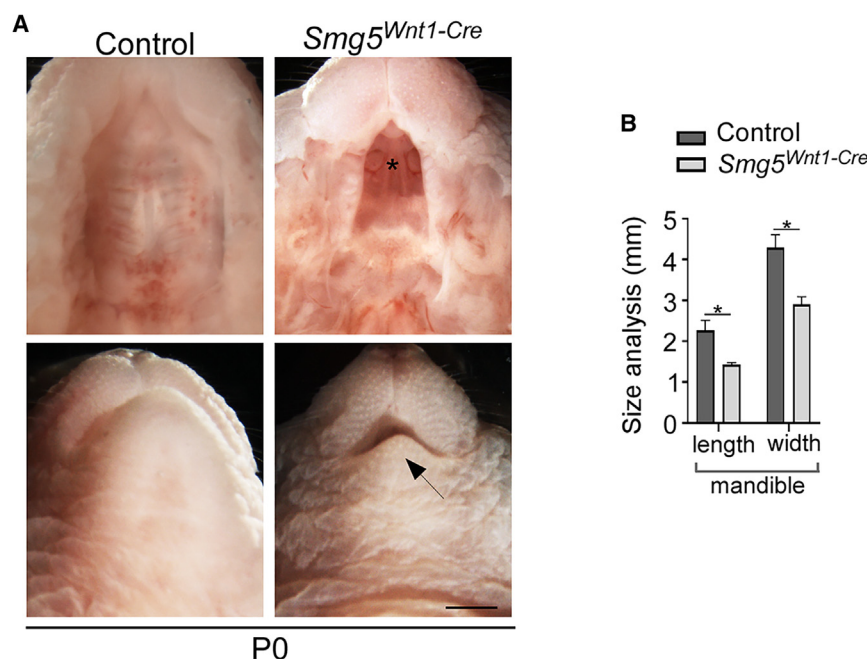 A
Control
Smg5Wnt1-Cre
*
P0
B
Control
Smg5Wnt1-Cre
Size analysis (mm)
5
4
3
2
1
0
*
*
length
width
mandible